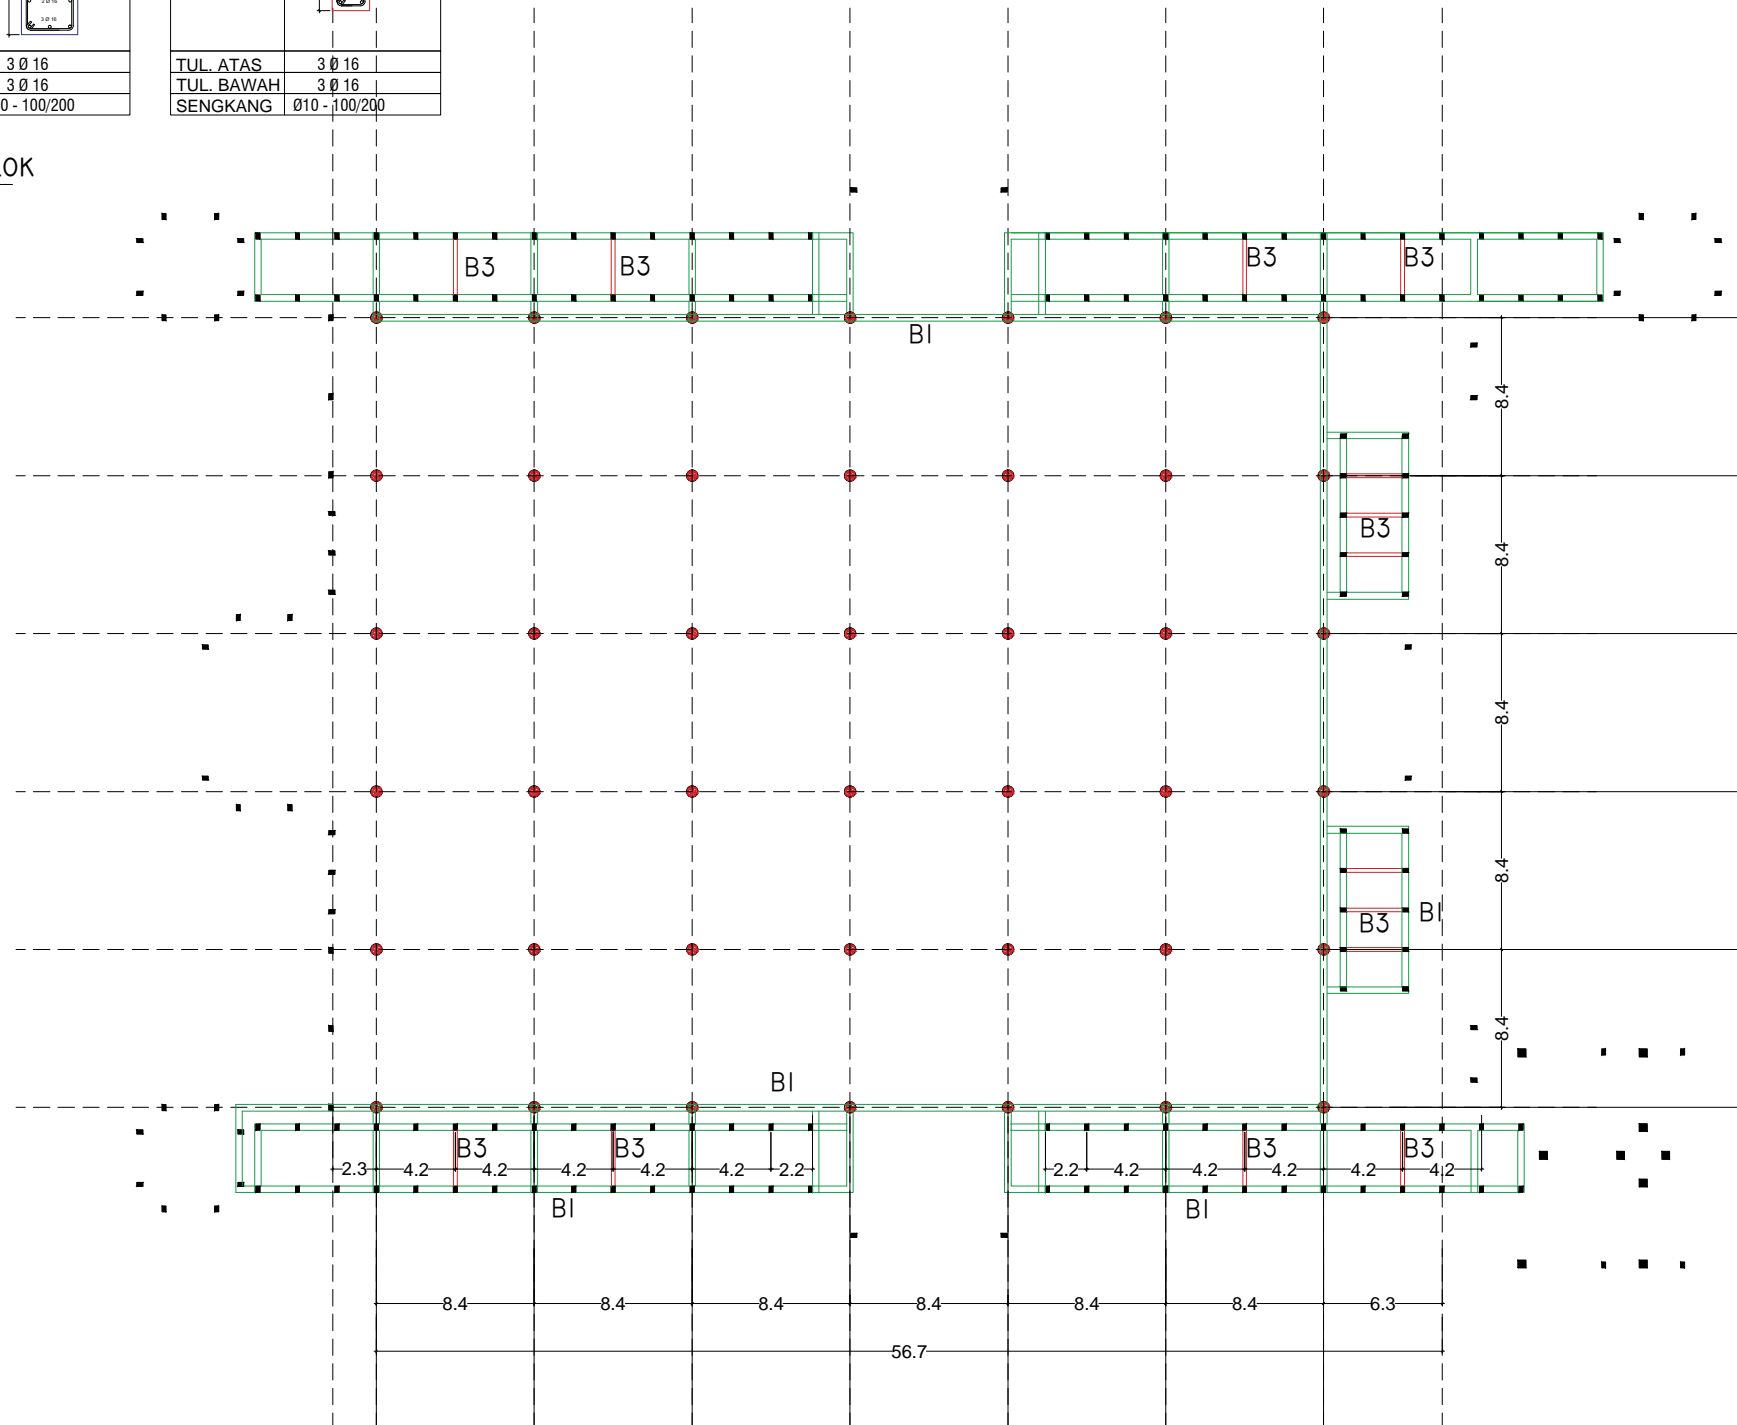 2 Ø 16
3 Ø 16
3 Ø 16
3 Ø 16
0 - 100/200
TUL. ATAS 3 Ø 16
TUL. BAWAH 3 Ø 16
SENGKANG Ø10 - 100/200
OK
B3 B3 B3 B3
B1
8.4
8.4
B3
8.4
8.4
B3 B1
8.4
B1
B3 B3 B3 B3
2.3 4.2 4.2 4.2 4.2 4.2 2.2 2.2 4.2 4.2 4.2 4.2 4.2
B1 B1
8.4 8.4 8.4 8.4 8.4 8.4 6.3
56.7